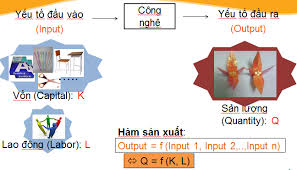 Yếu tố đầu vào
(Input)
Công
nghệ
Yếu tố đầu ra
(Output)
Vốn (Capital): K
Sản lượng
(Quantity): Q
Lao động (Labor): L
Hàm sản xuất:
Output = f (Input 1, Input 2,..,Input n)
⇔ Q = f (K, L)